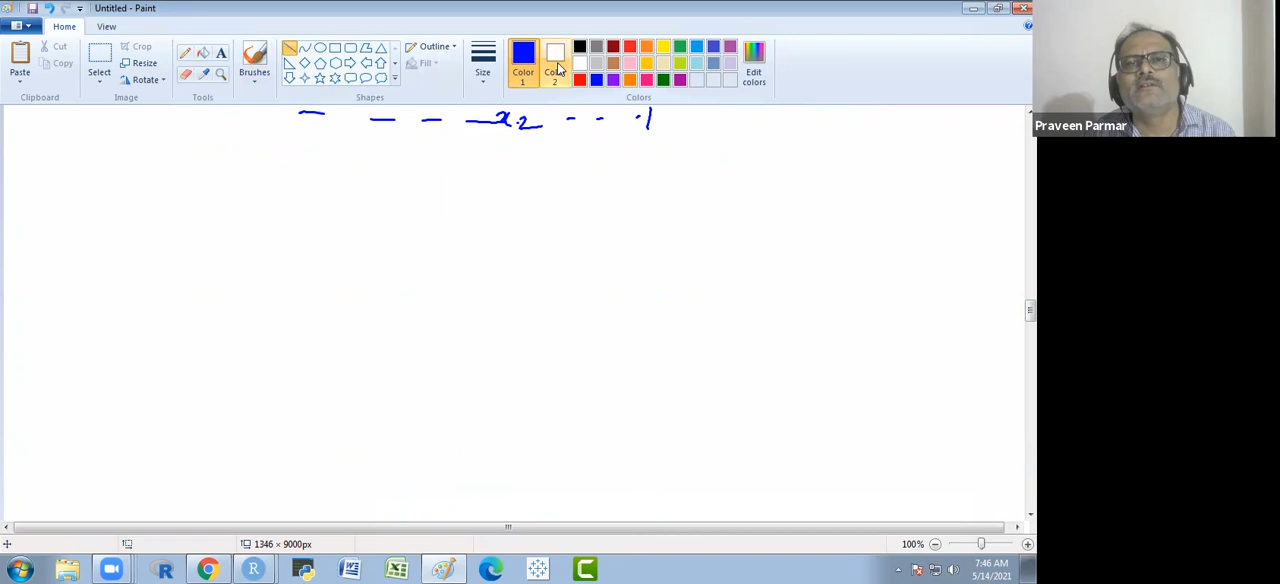 Untitled - Paint
Home View
Paste
Cut
Copy
Clipboard
Select
Crop
Resize
Rotate
Image
Tools
Brushes
Shapes
Outline
Fill
Size
Color 1
Color 2
Edit colors
Colors
x.2
Praveen Parmar
1346 × 9000px
100%
7:46 AM
5/14/2021